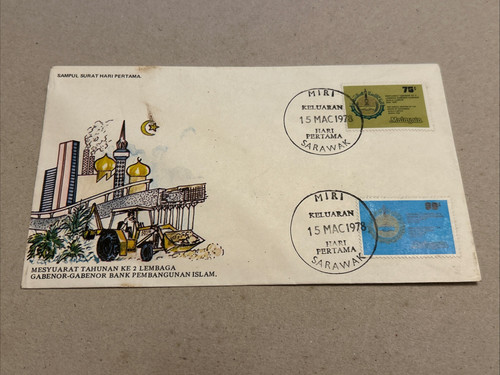 SAMPUL SURAT HARI PERTAMA.
MIRI
KELUARAN
15 MAC 1978
HARI
PERTAMA
SARAWAK
75¢
Malaysia
MIRI
KELUARAN
15 MAC 1978
HARI
PERTAMA
SARAWAK
MESYUARAT TAHUNAN KE 2 LEMBAGA
GABENOR-GABENOR BANK PEMBANGUNAN ISLAM.